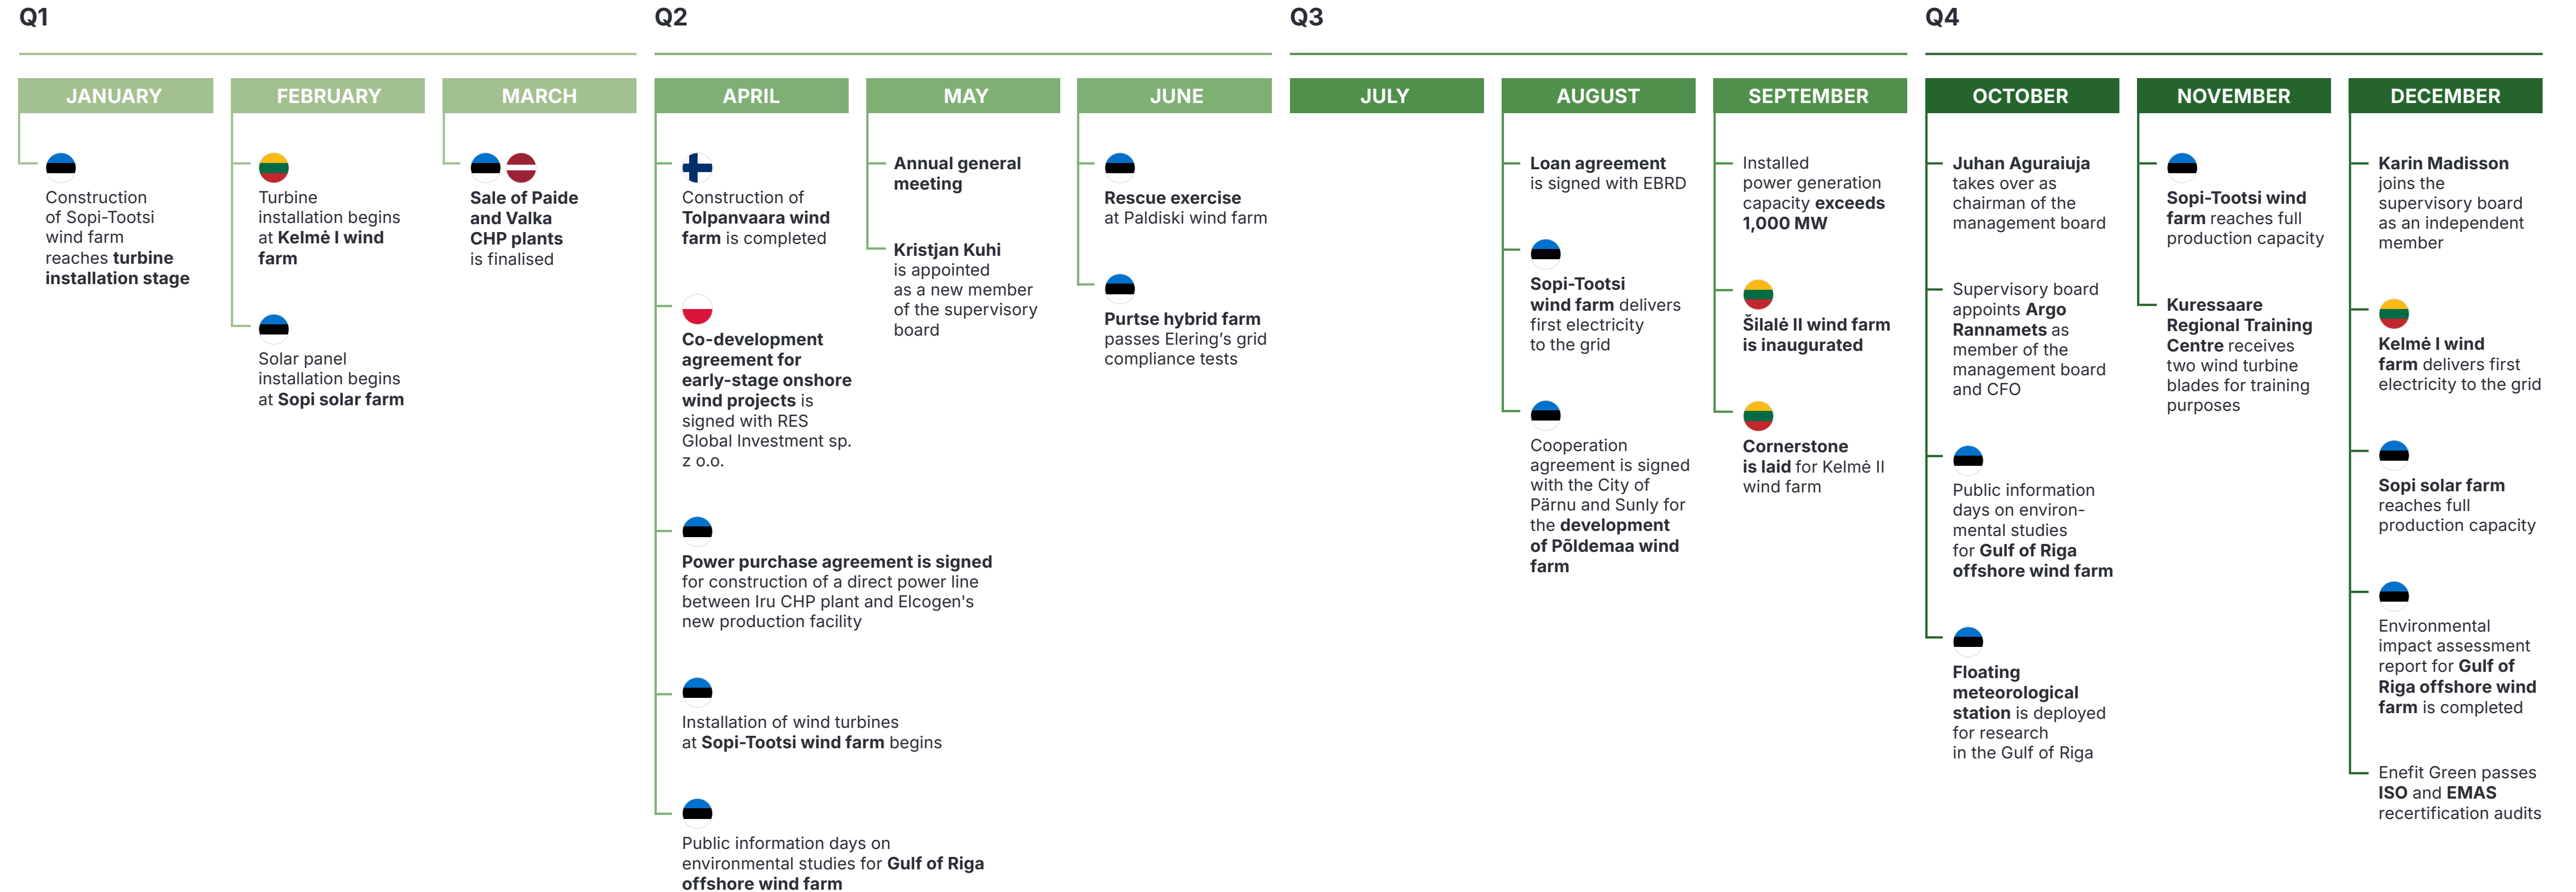 Q1
JANUARY
Construction
of Sopi-Tootsi
wind farm
reaches turbine
installation stage
FEBRUARY
Turbine
installation begins
at Kelmė I wind
farm
Solar panel
installation begins
at Sopi solar farm
MARCH
Sale of Paide
and Valka
CHP plants
is finalised
Q2
APRIL
Construction of
Tolpanvaara wind
farm is completed
Co-development
agreement for
early-stage onshore
wind projects is
signed with RES
Global Investment sp.
z o.o.
Power purchase agreement is signed
for construction of a direct power line
between Iru CHP plant and Elcogen's
new production facility
Installation of wind turbines
at Sopi-Tootsi wind farm begins
Public information days on
environmental studies for Gulf of Riga
offshore wind farm
MAY
Annual general
meeting
Kristjan Kuhi
is appointed
as a new member
of the supervisory
board
JUNE
Rescue exercise
at Paldiski wind farm
Purtse hybrid farm
passes Elering’s grid
compliance tests
Q3
JULY
AUGUST
Loan agreement
is signed with EBRD
Sopi-Tootsi
wind farm delivers
first electricity
to the grid
Cooperation
agreement is signed
with the City of
Pärnu and Sunly for
the development
of Põldemaa wind
farm
SEPTEMBER
Installed
power generation
capacity exceeds
1,000 MW
Šilalė II wind farm
is inaugurated
Cornerstone
is laid for Kelmė II
wind farm
Q4
OCTOBER
Juhan Aguraiuja
takes over as
chairman of the
management board
Supervisory board
appoints Argo
Rannamets as
member of the
management board
and CFO
Public information
days on environ-
mental studies
for Gulf of Riga
offshore wind farm
Floating
meteorological
station is deployed
for research
in the Gulf of Riga
NOVEMBER
Sopi-Tootsi wind
farm reaches full
production capacity
Kuressaare
Regional Training
Centre receives
two wind turbine
blades for training
purposes
DECEMBER
Karin Madisson
joins the
supervisory board
as an independent
member
Kelmė I wind
farm delivers first
electricity to the grid
Sopi solar farm
reaches full
production capacity
Environmental
impact assessment
report for Gulf of
Riga offshore wind
farm is completed
Enefit Green passes
ISO and EMAS
recertification audits